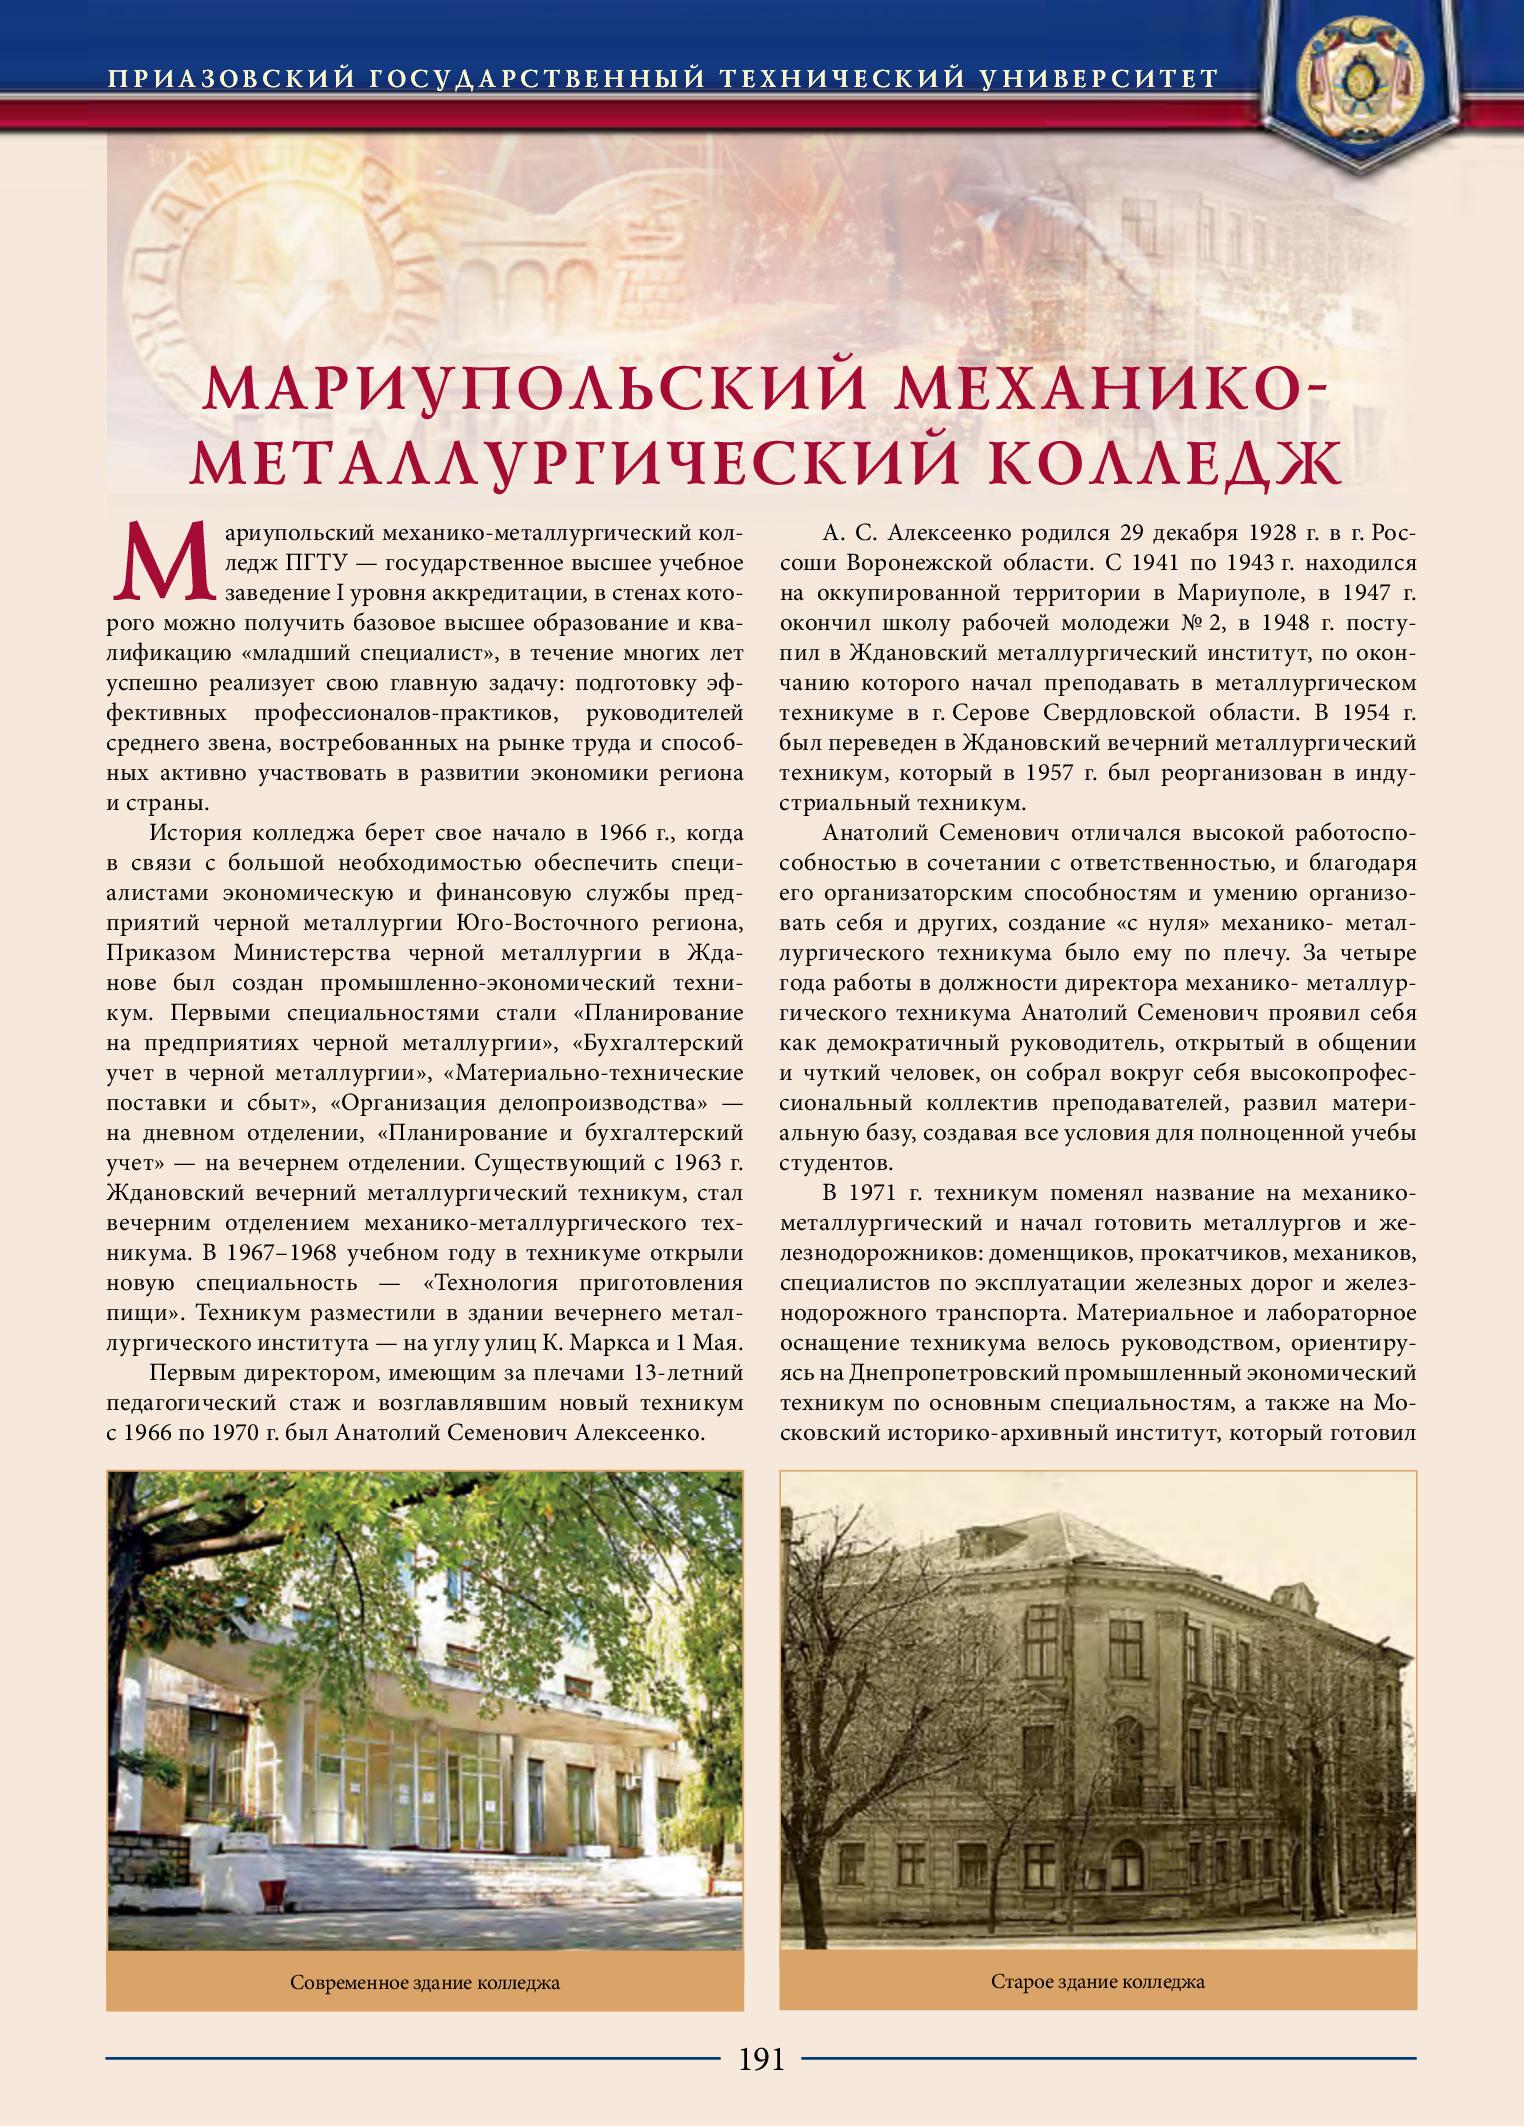 ПРИАЗОВСКИЙ ГОСУДАРСТВЕННЫЙ ТЕХНИЧЕСКИЙ УНИВЕРСИТЕТ
МАРИУПОЛЬСКИЙ МЕХАНИКО-
МЕТАЛЛУРГИЧЕСКИЙ КОЛЛЕДЖ
Мариупольский механико-металлургический кол-
ледж ПГТУ — государственное высшее учебное
заведение I уровня аккредитации, в стенах кото-
рого можно получить базовое высшее образование и ква-
лификацию «младший специалист», в течение многих лет
успешно реализует свою главную задачу: подготовку эф-
фективных профессионалов-практиков, руководителей
среднего звена, востребованных на рынке труда и способ-
ных активно участвовать в развитии экономики региона
и страны.
История колледжа берет свое начало в 1966 г., когда
в связи с большой необходимостью обеспечить специ-
алистами экономическую и финансовую службы пред-
приятий черной металлургии Юго-Восточного региона,
Приказом Министерства черной металлургии в Жда-
нове был создан промышленно-экономический техни-
кум. Первыми специальностями стали «Планирование
на предприятиях черной металлургии», «Бухгалтерский
учет в черной металлургии», «Материально-технические
поставки и сбыт», «Организация делопроизводства» —
на дневном отделении, «Планирование и бухгалтерский
учет» — на вечернем отделении. Существующий с 1963 г.
Ждановский вечерний металлургический техникум, стал
вечерним отделением механико-металлургического тех-
никума. В 1967–1968 учебном году в техникуме открыли
новую специальность — «Технология приготовления
пищи». Техникум разместили в здании вечернего метал-
лургического института — на углу улиц К. Маркса и 1 Мая.
Первым директором, имеющим за плечами 13-летний
педагогический стаж и возглавлявшим новый техникум
с 1966 по 1970 г. был Анатолий Семенович Алексеенко.
А. С. Алексеенко родился 29 декабря 1928 г. в г. Рос-
соши Воронежской области. С 1941 по 1943 г. находился
на оккупированной территории в Мариуполе, в 1947 г.
окончил школу рабочей молодежи № 2, в 1948 г. посту-
пил в Ждановский металлургический институт, по окон-
чанию которого начал преподавать в металлургическом
техникуме в г. Серове Свердловской области. В 1954 г.
был переведен в Ждановский вечерний металлургический
техникум, который в 1957 г. был реорганизован в инду-
стриальный техникум.
Анатолий Семенович отличался высокой работоспо-
собностью в сочетании с ответственностью, и благодаря
его организаторским способностям и умению организо-
вать себя и других, создание «с нуля» механико- метал-
лургического техникума было ему по плечу. За четыре
года работы в должности директора механико- металлур-
гического техникума Анатолий Семенович проявил себя
как демократичный руководитель, открытый в общении
и чуткий человек, он собрал вокруг себя высокопрофес-
сиональный коллектив преподавателей, развил матери-
альную базу, создавая все условия для полноценной учебы
студентов.
В 1971 г. техникум поменял название на механико-
металлургический и начал готовить металлургов и же-
лезнодорожников: доменщиков, прокатчиков, механиков,
специалистов по эксплуатации железных дорог и желез-
нодорожного транспорта. Материальное и лабораторное
оснащение техникума велось руководством, ориентиру-
ясь на Днепропетровский промышленный экономический
техникум по основным специальностям, а также на Мо-
сковский историко-архивный институт, который готовил
Современное здание колледжа
Старое здание колледжа
191